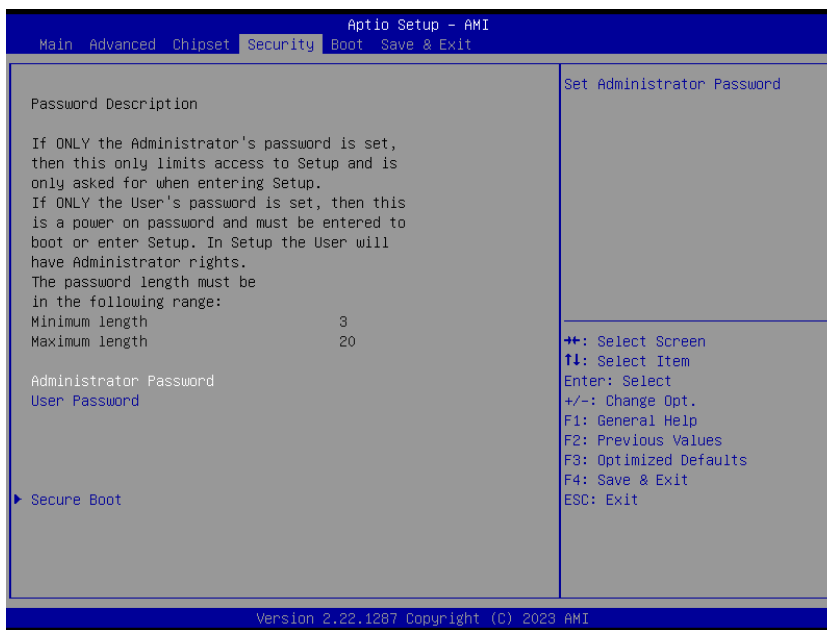 Aptio Setup – AMI
Main Advanced Chipset Security Boot Save & Exit
Password Description
If ONLY the Administrator's password is set,
then this only limits access to Setup and is
only asked for when entering Setup.
If ONLY the User's password is set, then this
is a power on password and must be entered to
boot or enter Setup. In Setup the User will
have Administrator rights.
The password length must be
in the following range:
Minimum length 3
Maximum length 20
Administrator Password
User Password
Secure Boot
Set Administrator Password
→←: Select Screen
↑↓: Select Item
Enter: Select
+/-: Change Opt.
F1: General Help
F2: Previous Values
F3: Optimized Defaults
F4: Save & Exit
ESC: Exit
Version 2.22.1287 Copyright (C) 2023 AMI